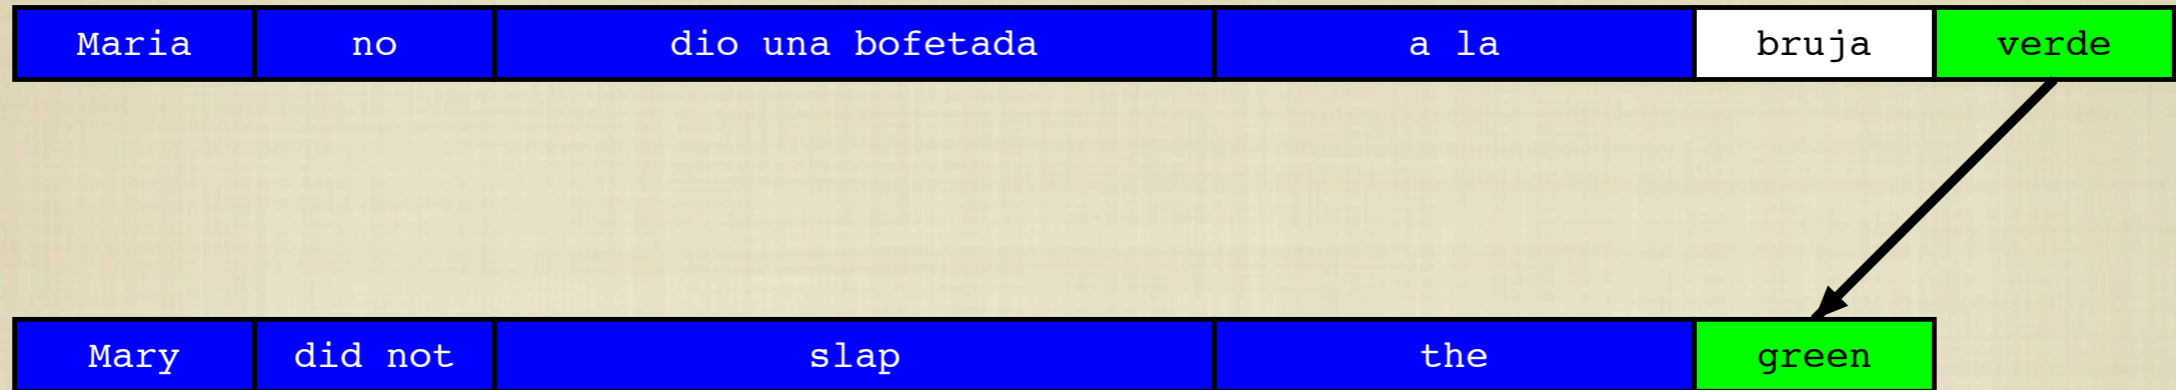 Maria no dio una bofetada a la bruja verde
Mary did not slap the green